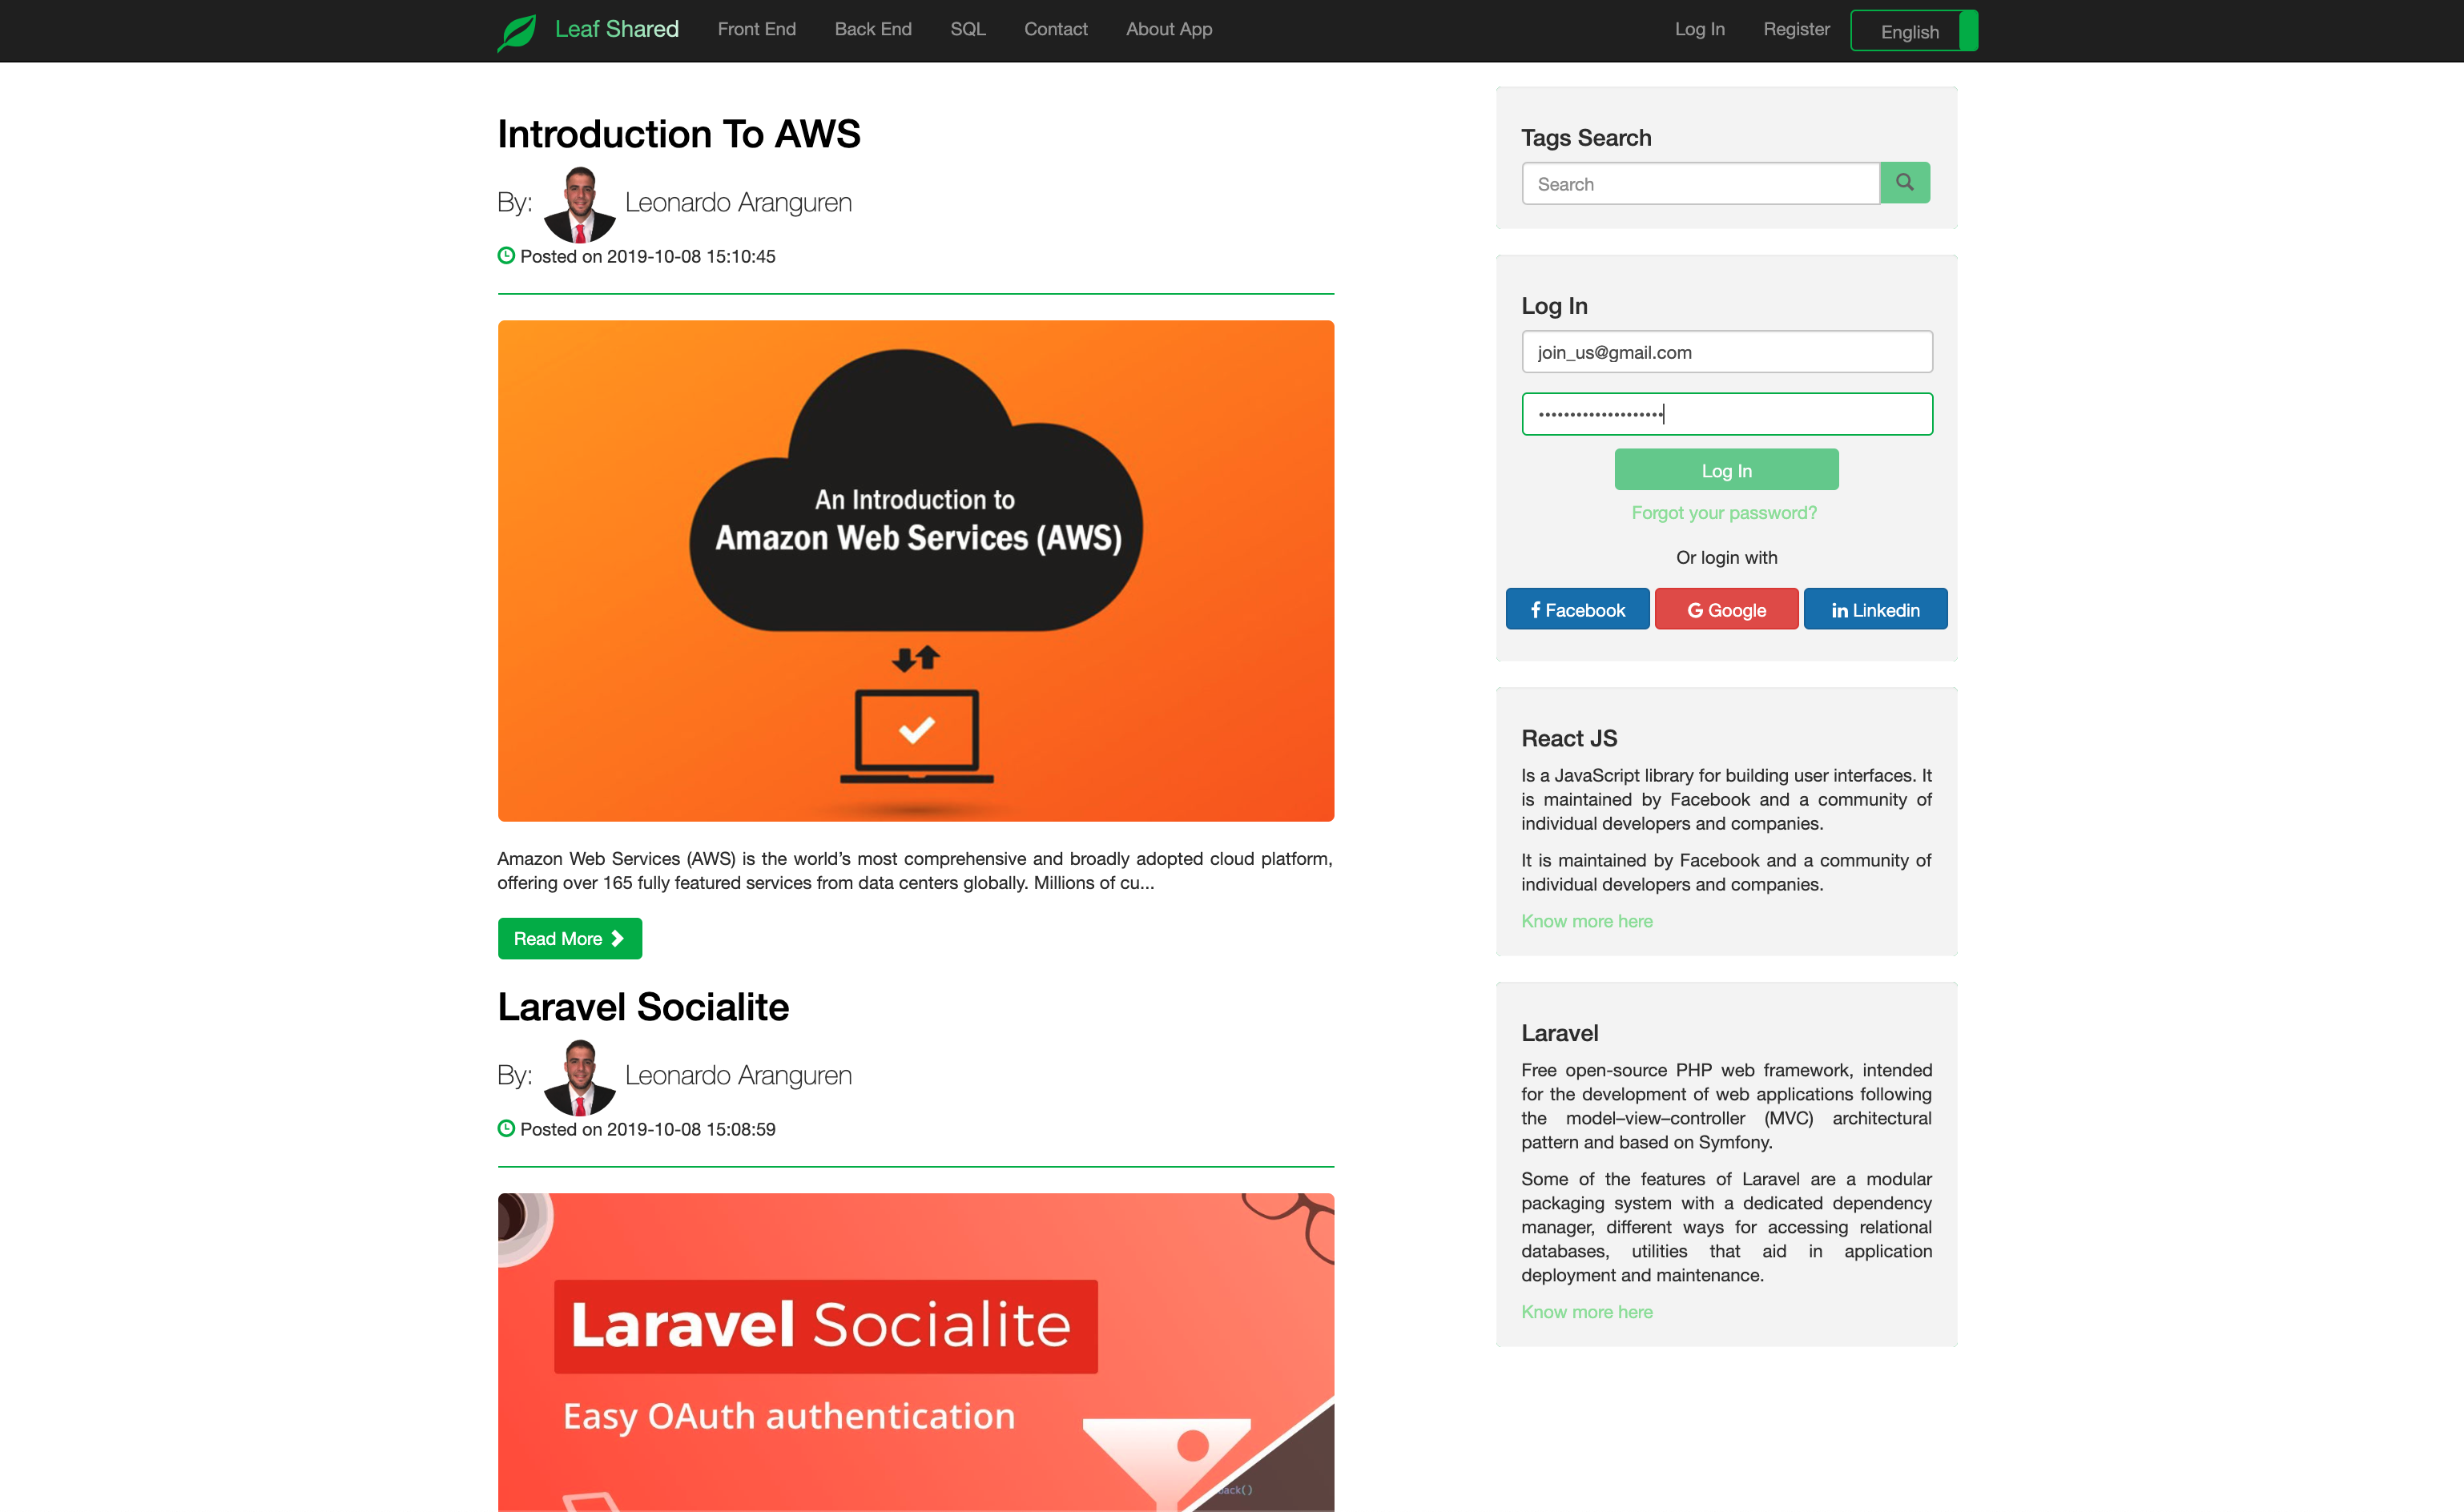 Leaf Shared
Front End
Back End
SQL
Contact
About App
Log In
Register
English
Introduction To AWS
By: Leonardo Aranguren
Posted on 2019-10-08 15:10:45
An Introduction to
Amazon Web Services (AWS)
Amazon Web Services (AWS) is the world’s most comprehensive and broadly adopted cloud platform,
offering over 165 fully featured services from data centers globally. Millions of cu...
Read More
Laravel Socialite
By: Leonardo Aranguren
Posted on 2019-10-08 15:08:59
Laravel Socialite
Easy OAuth authentication
back()
Tags Search
Search
Log In
join_us@gmail.com
Log In
Forgot your password?
Or login with
Facebook
Google
Linkedin
React JS
Is a JavaScript library for building user interfaces. It
is maintained by Facebook and a community of
individual developers and companies.
It is maintained by Facebook and a community of
individual developers and companies.
Know more here
Laravel
Free open-source PHP web framework, intended
for the development of web applications following
the model–view–controller (MVC) architectural
pattern and based on Symfony.
Some of the features of Laravel are a modular
packaging system with a dedicated dependency
manager, different ways for accessing relational
databases, utilities that aid in application
deployment and maintenance.
Know more here